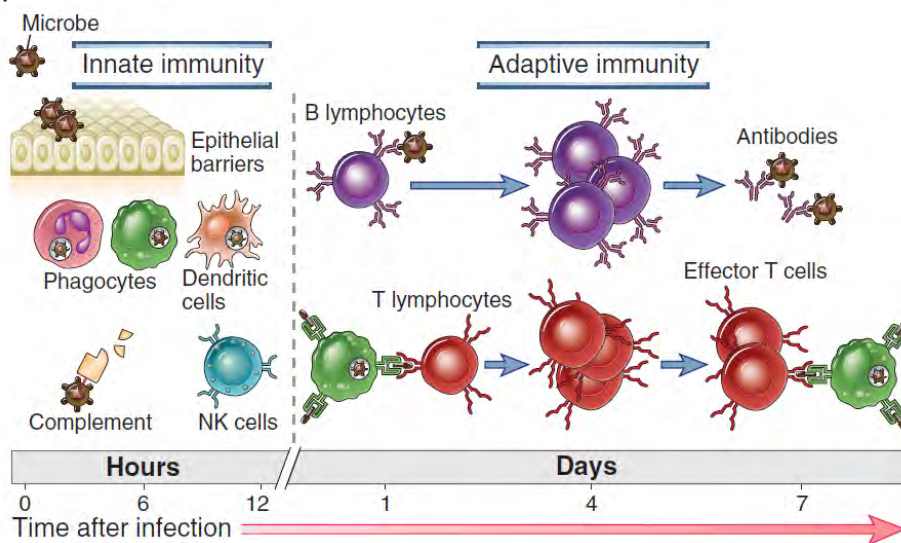 Microbe
Innate immunity
Adaptive immunity
Epithelial
barriers
B lymphocytes
Antibodies
Phagocytes
Dendritic
cells
T lymphocytes
Effector T cells
Complement
NK cells
Hours
Days
0
6
12
1
4
7
Time after infection